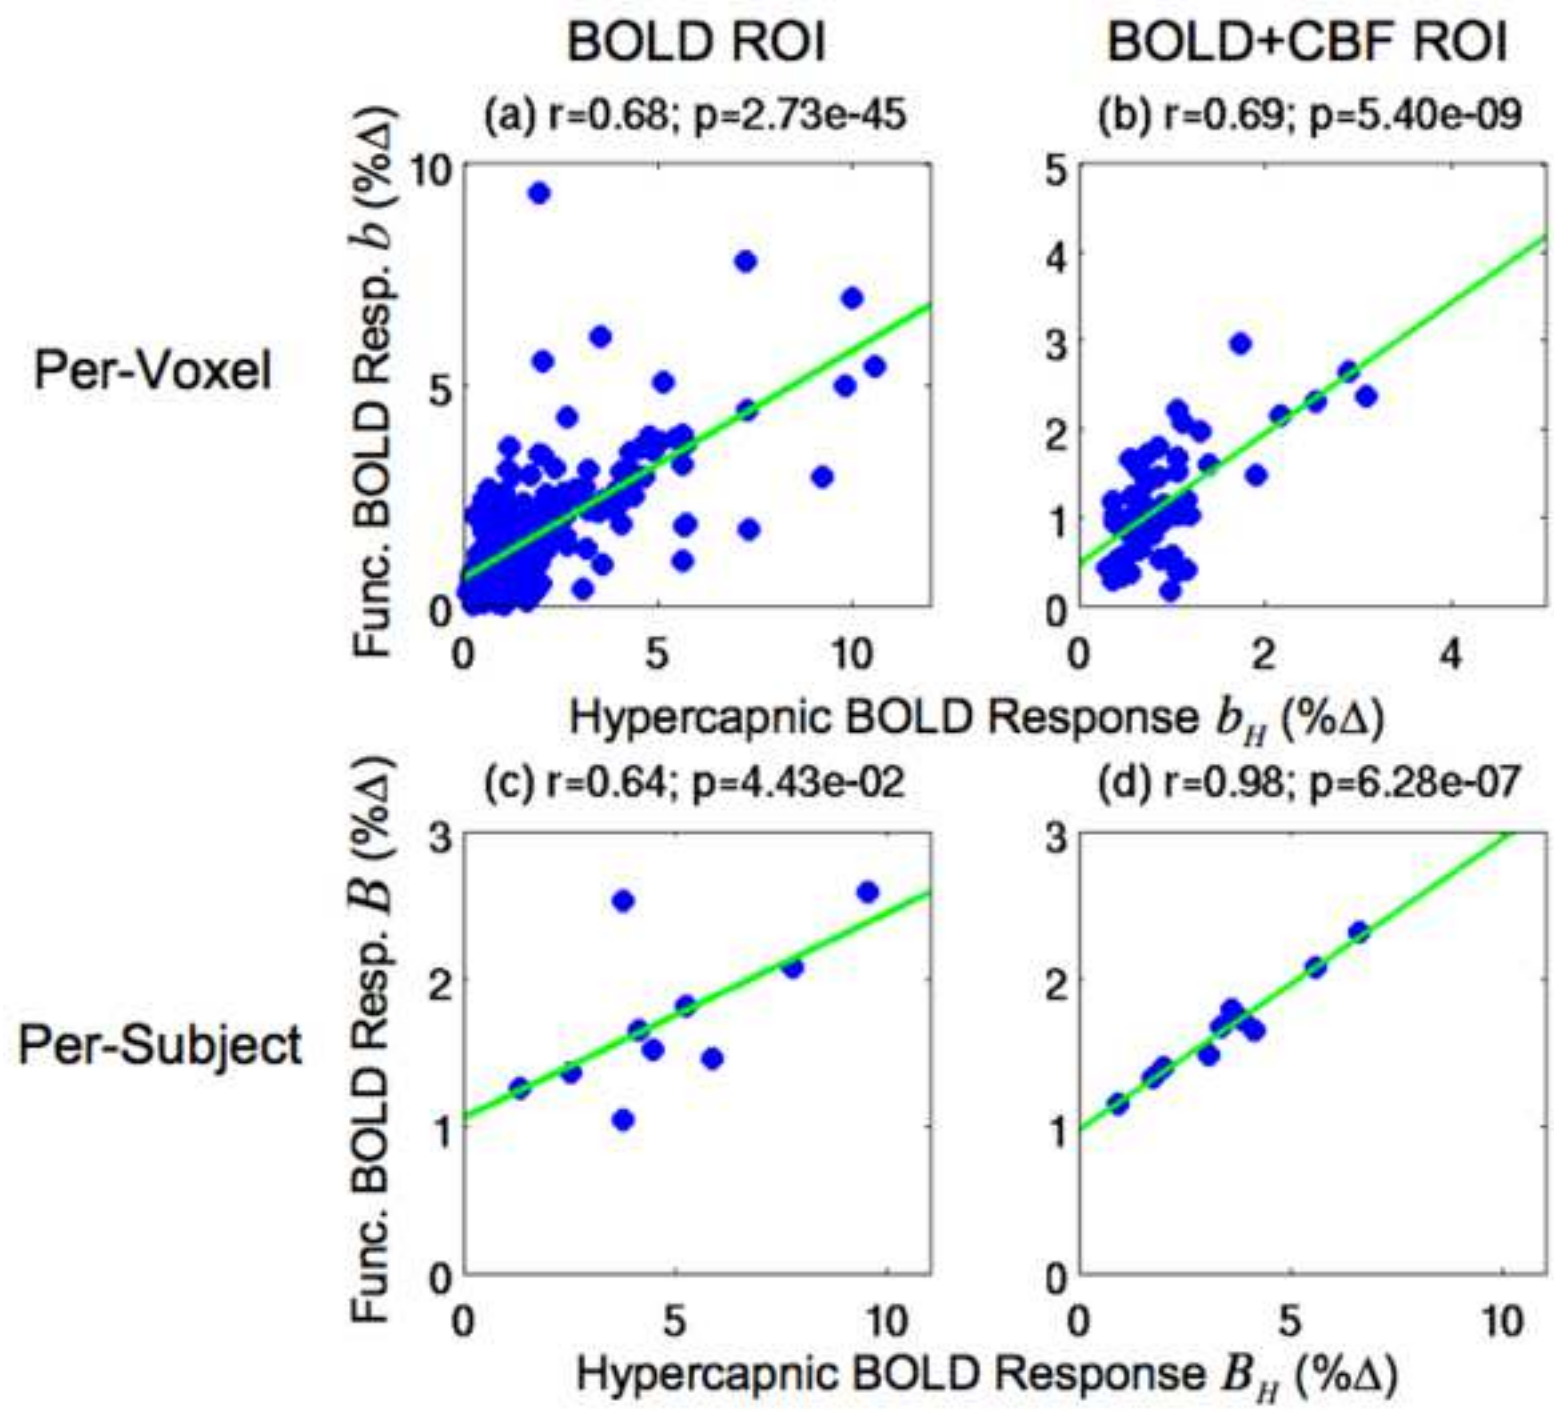 BOLD ROI
BOLD+CBF ROI
(a) r=0.68; p=2.73e-45
(b) r=0.69; p=5.40e-09
Per-Voxel
Func. BOLD Resp. b (%Δ)
10
5
0
0 5 10
5
4
3
2
1
0
0 2 4
Hypercapnic BOLD Response b_H (%Δ)
(c) r=0.64; p=4.43e-02
(d) r=0.98; p=6.28e-07
Per-Subject
Func. BOLD Resp. B (%Δ)
3
2
1
0
0 5 10
3
2
1
0
0 5 10
Hypercapnic BOLD Response B_H (%Δ)